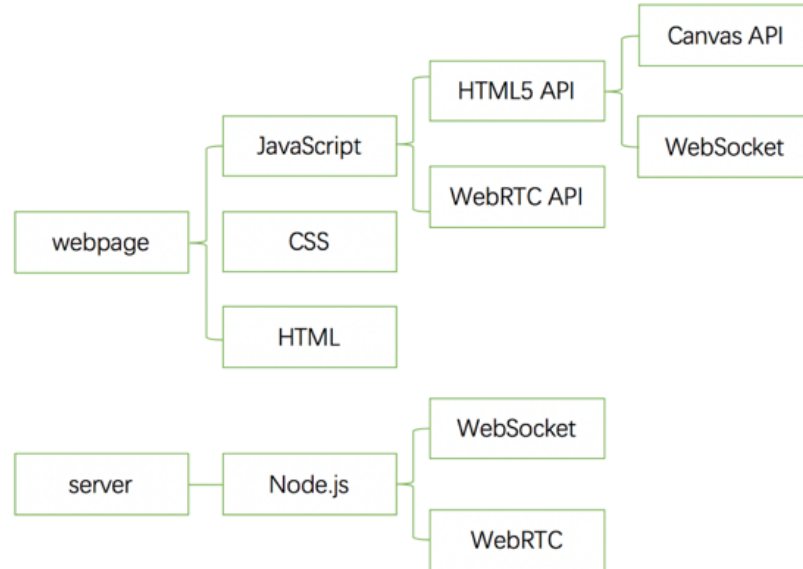 Canvas API
HTML5 API
JavaScript
WebSocket
WebRTC API
webpage
CSS
HTML
WebSocket
server
Node.js
WebRTC